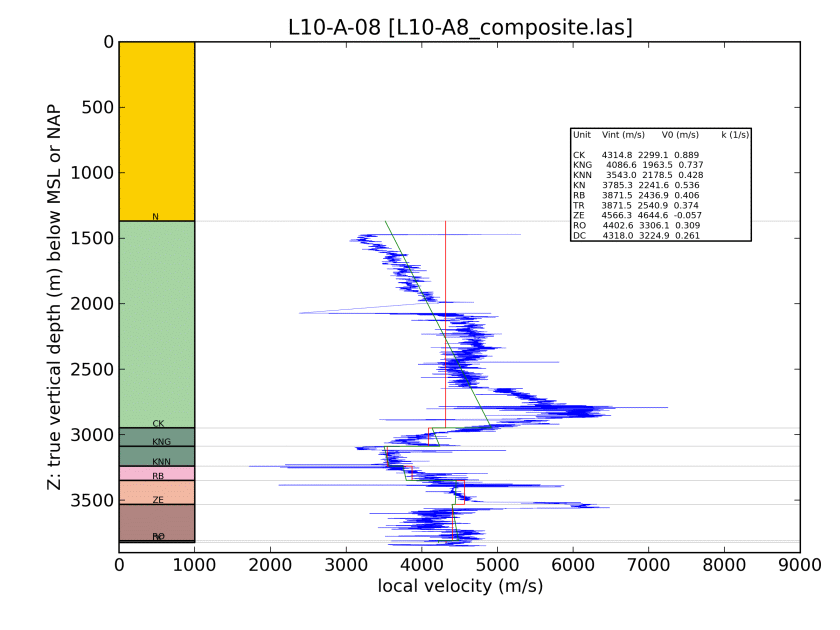 L10-A-08 [L10-A8_composite.las]
Z: true vertical depth (m) below MSL or NAP
0
500
1000
1500
2000
2500
3000
3500
N
CK
KNG
KNN
RB
ZE
RO
Unit Vint (m/s) V0 (m/s) k (1/s)
CK 4314.8 2299.1 0.889
KNG 4086.6 1963.5 0.737
KNN 3543.0 2178.5 0.428
KN 3785.3 2241.6 0.536
RB 3871.5 2436.9 0.406
TR 3871.5 2540.9 0.374
ZE 4566.3 4644.6 -0.057
RO 4402.6 3306.1 0.309
DC 4318.0 3224.9 0.261
0 1000 2000 3000 4000 5000 6000 7000 8000 9000
local velocity (m/s)